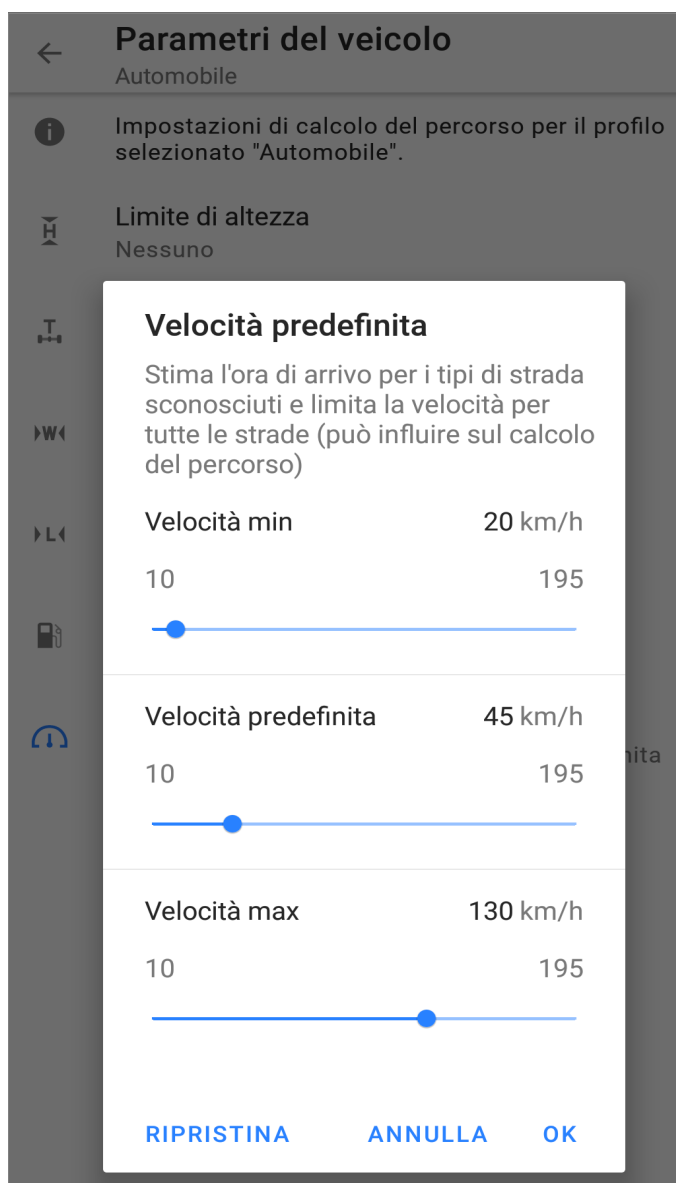 Parametri del veicolo
Automobile
Impostazioni di calcolo del percorso per il profilo
selezionato "Automobile".
H
Limite di altezza
Nessuno
T
W
L
Velocità predefinita
Stima l'ora di arrivo per i tipi di strada
sconosciuti e limita la velocità per
tutte le strade (può influire sul calcolo
del percorso)
Velocità min 20 km/h
10 195
Velocità predefinita 45 km/h
nita
10 195
Velocità max 130 km/h
10 195
RIPRISTINA ANNULLA OK